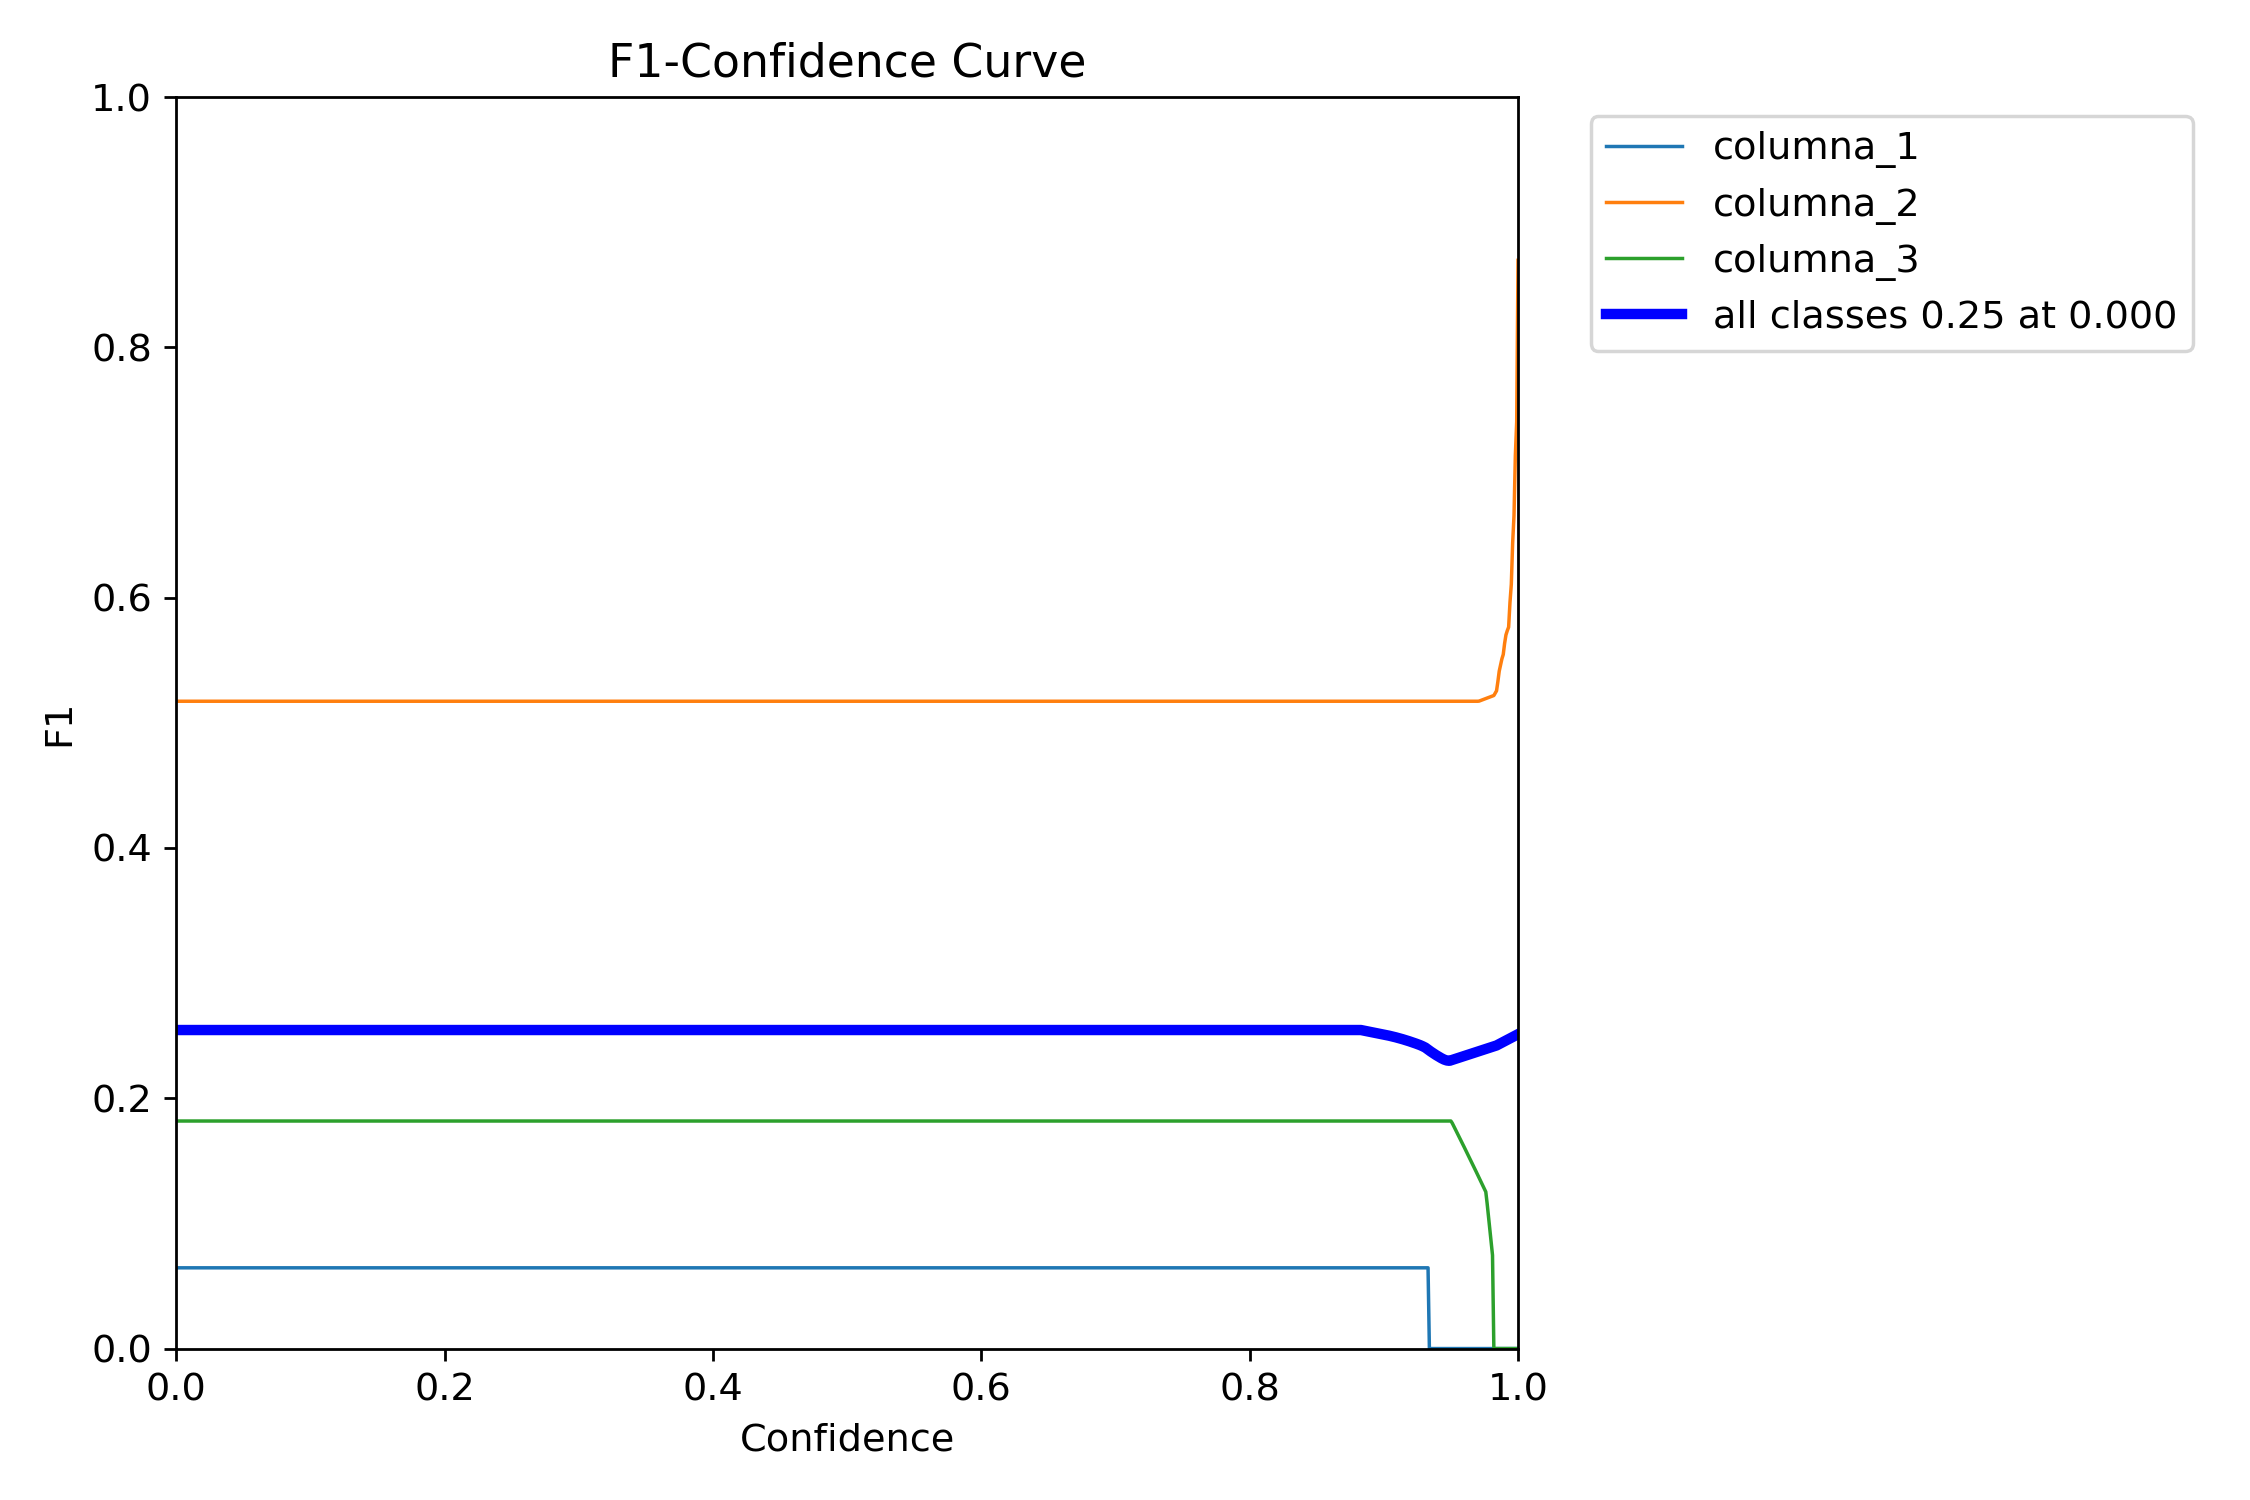 F1-Confidence Curve
1.0
0.8
0.6
0.4
0.2
0.0
F1
0.0 0.2 0.4 0.6 0.8 1.0
Confidence
columna_1
columna_2
columna_3
all classes 0.25 at 0.000